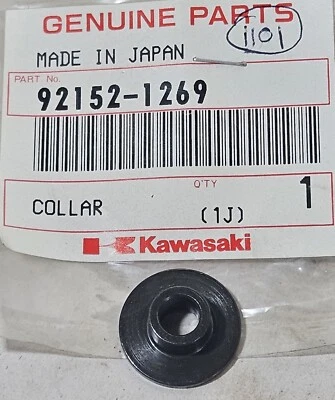 GENUINE PARTS
1101
MADE IN JAPAN
PART No.
92152-1269
Q'TY
COLLAR (1J) 1
Kawasaki